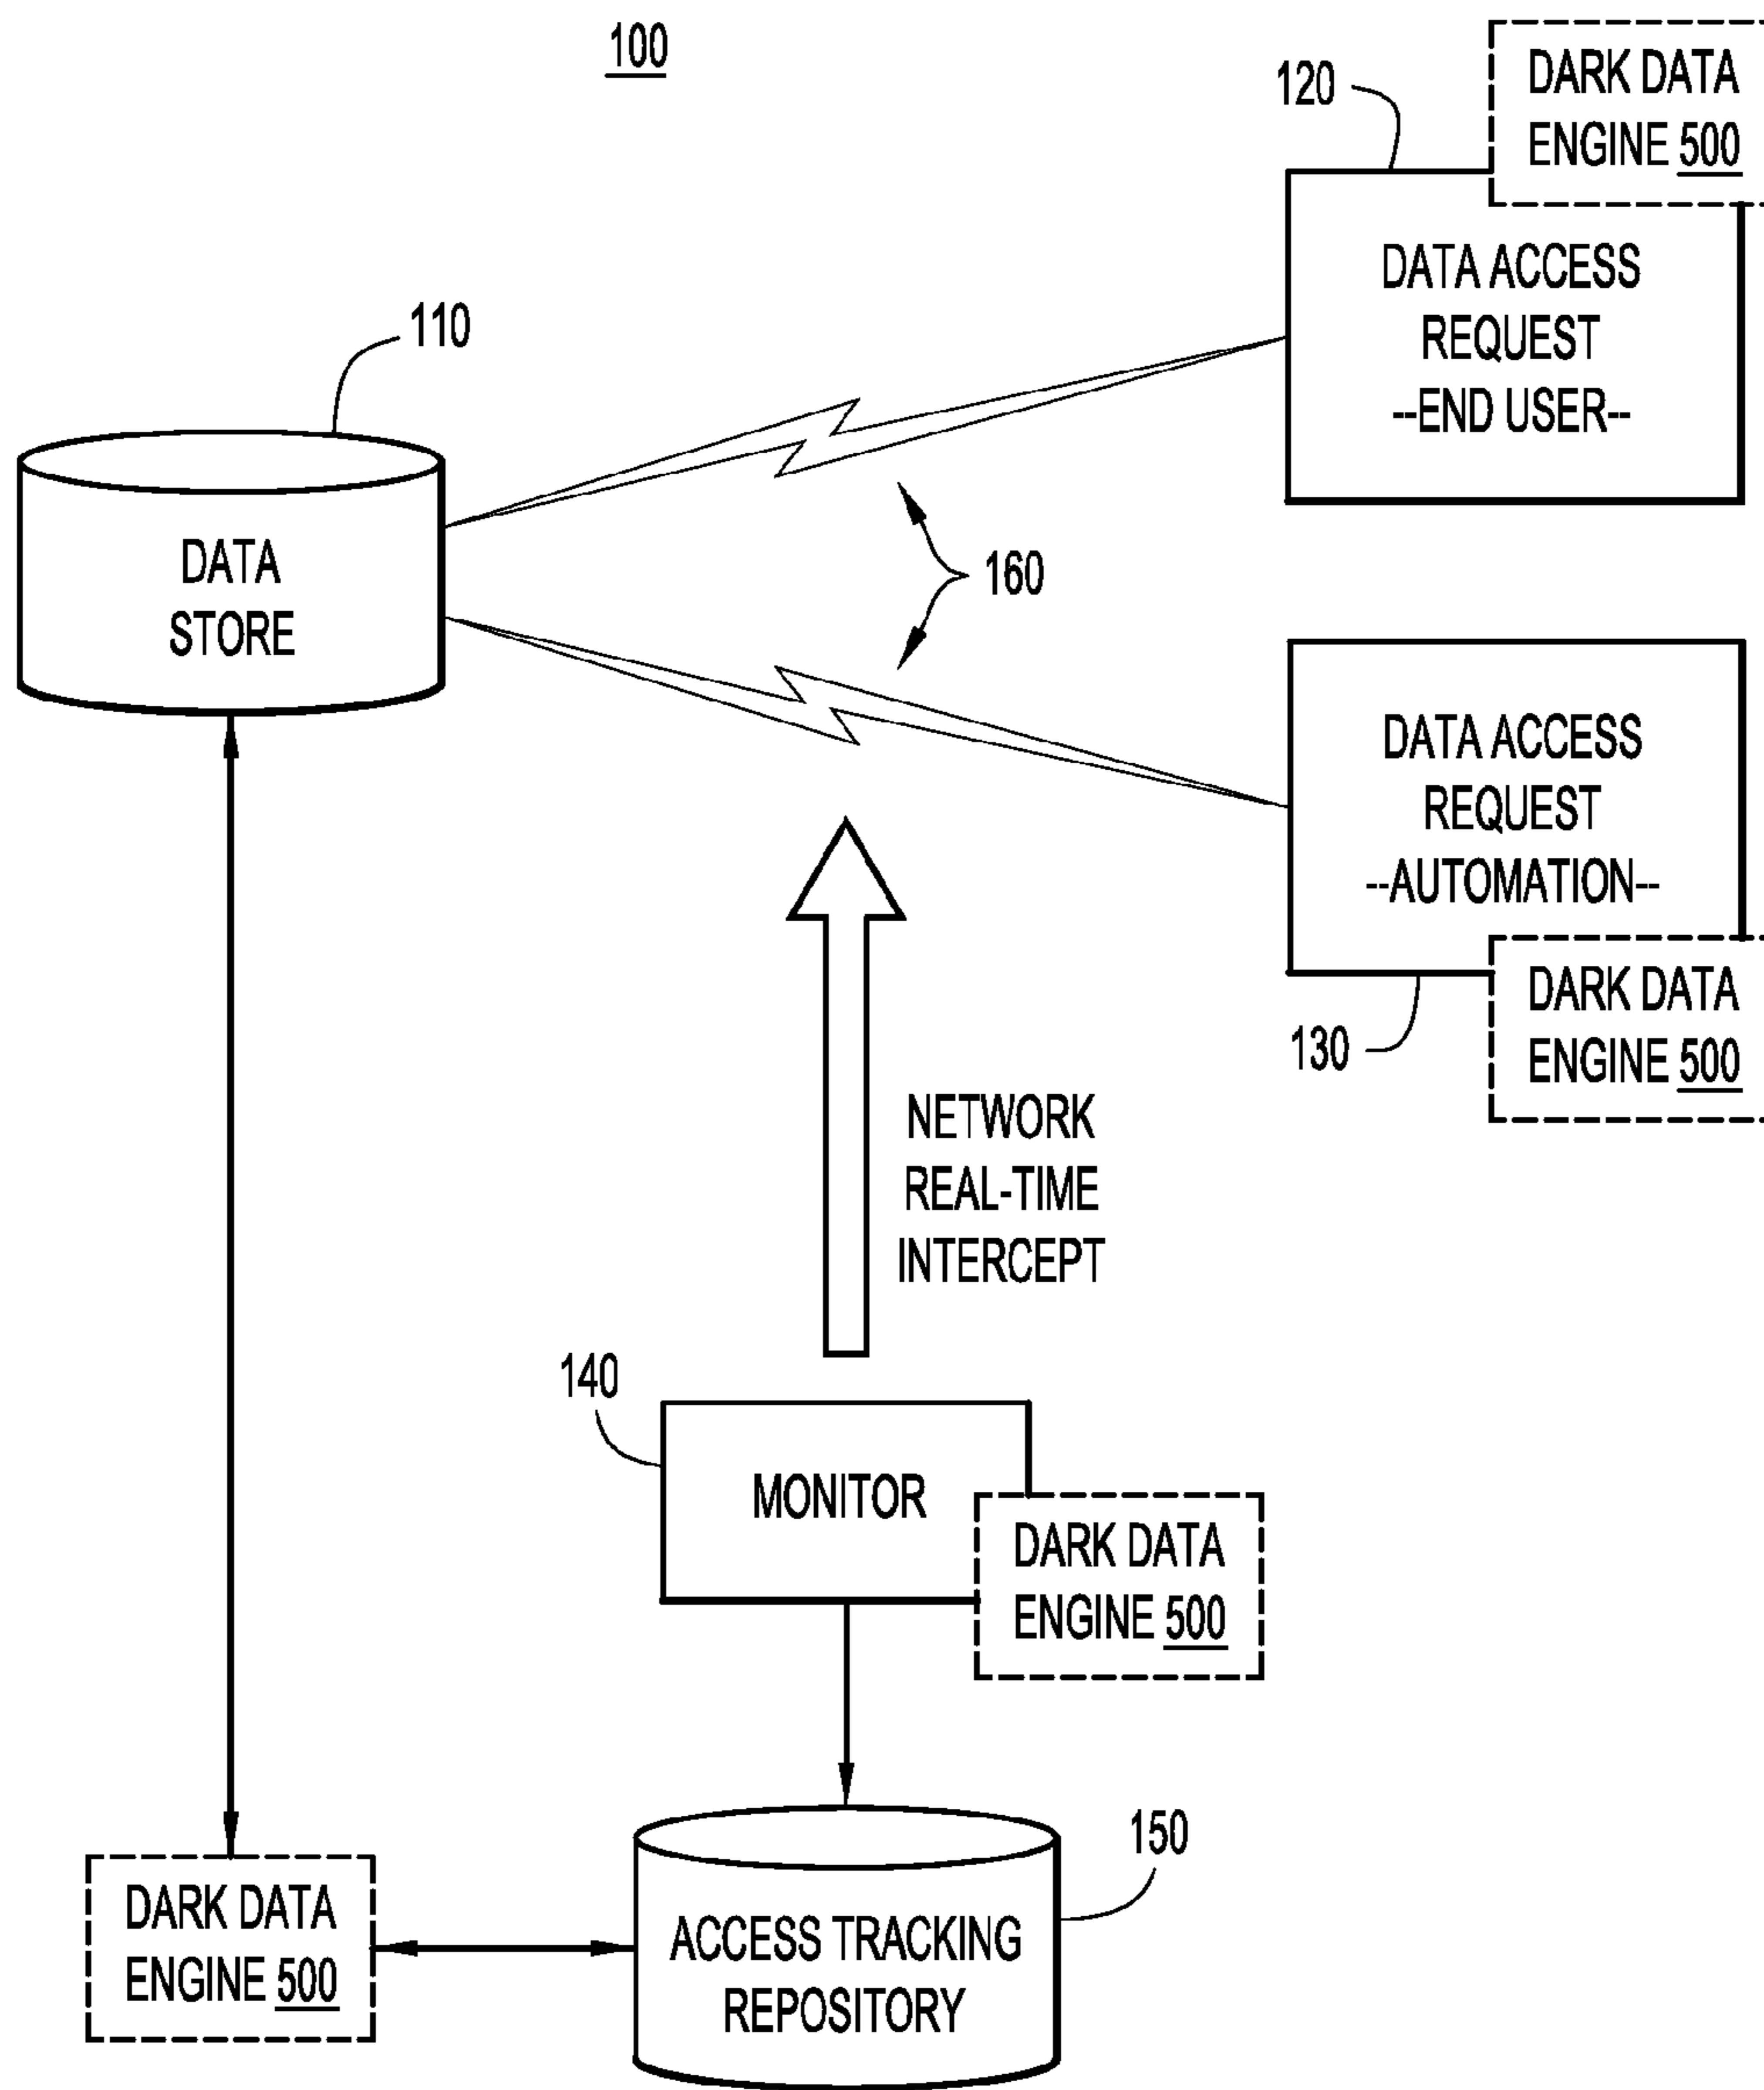 100
120
DARK DATA
ENGINE 500
DATA ACCESS
REQUEST
--END USER--
110
DATA
STORE
160
DATA ACCESS
REQUEST
--AUTOMATION--
DARK DATA
ENGINE 500
130
NETWORK
REAL-TIME
INTERCEPT
140
MONITOR
DARK DATA
ENGINE 500
150
DARK DATA
ENGINE 500
ACCESS TRACKING
REPOSITORY